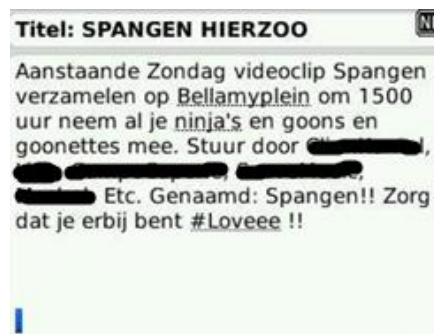 Titel: SPANGEN HIERZOO
Aanstaande Zondag videoclip Spangen
verzamelen op Bellamyplein om 1500
uur neem al je ninja's en goons en
goonettes mee. Stuur door
Etc. Genaamd: Spangen!! Zorg
dat je erbij bent #Loveee !!